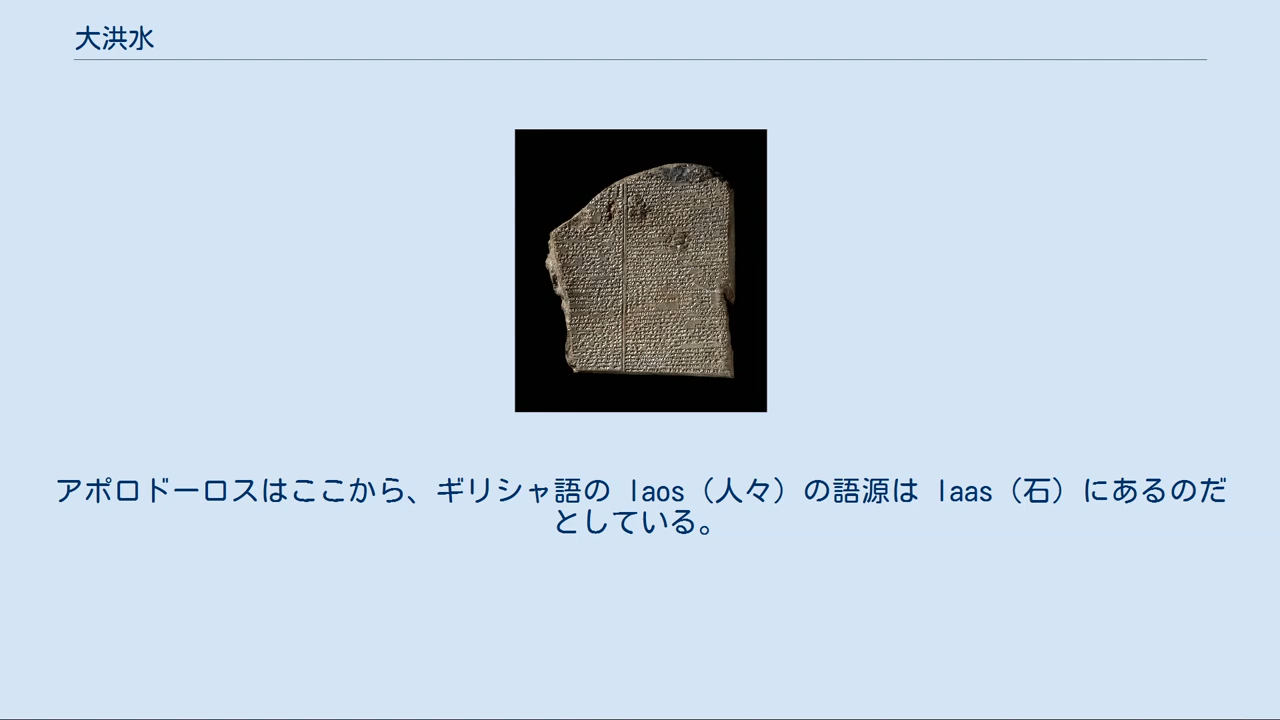 大洪水
アポロドーロスはここから、ギリシャ語の laos（人々）の語源は laas（石）にあるのだ
としている。